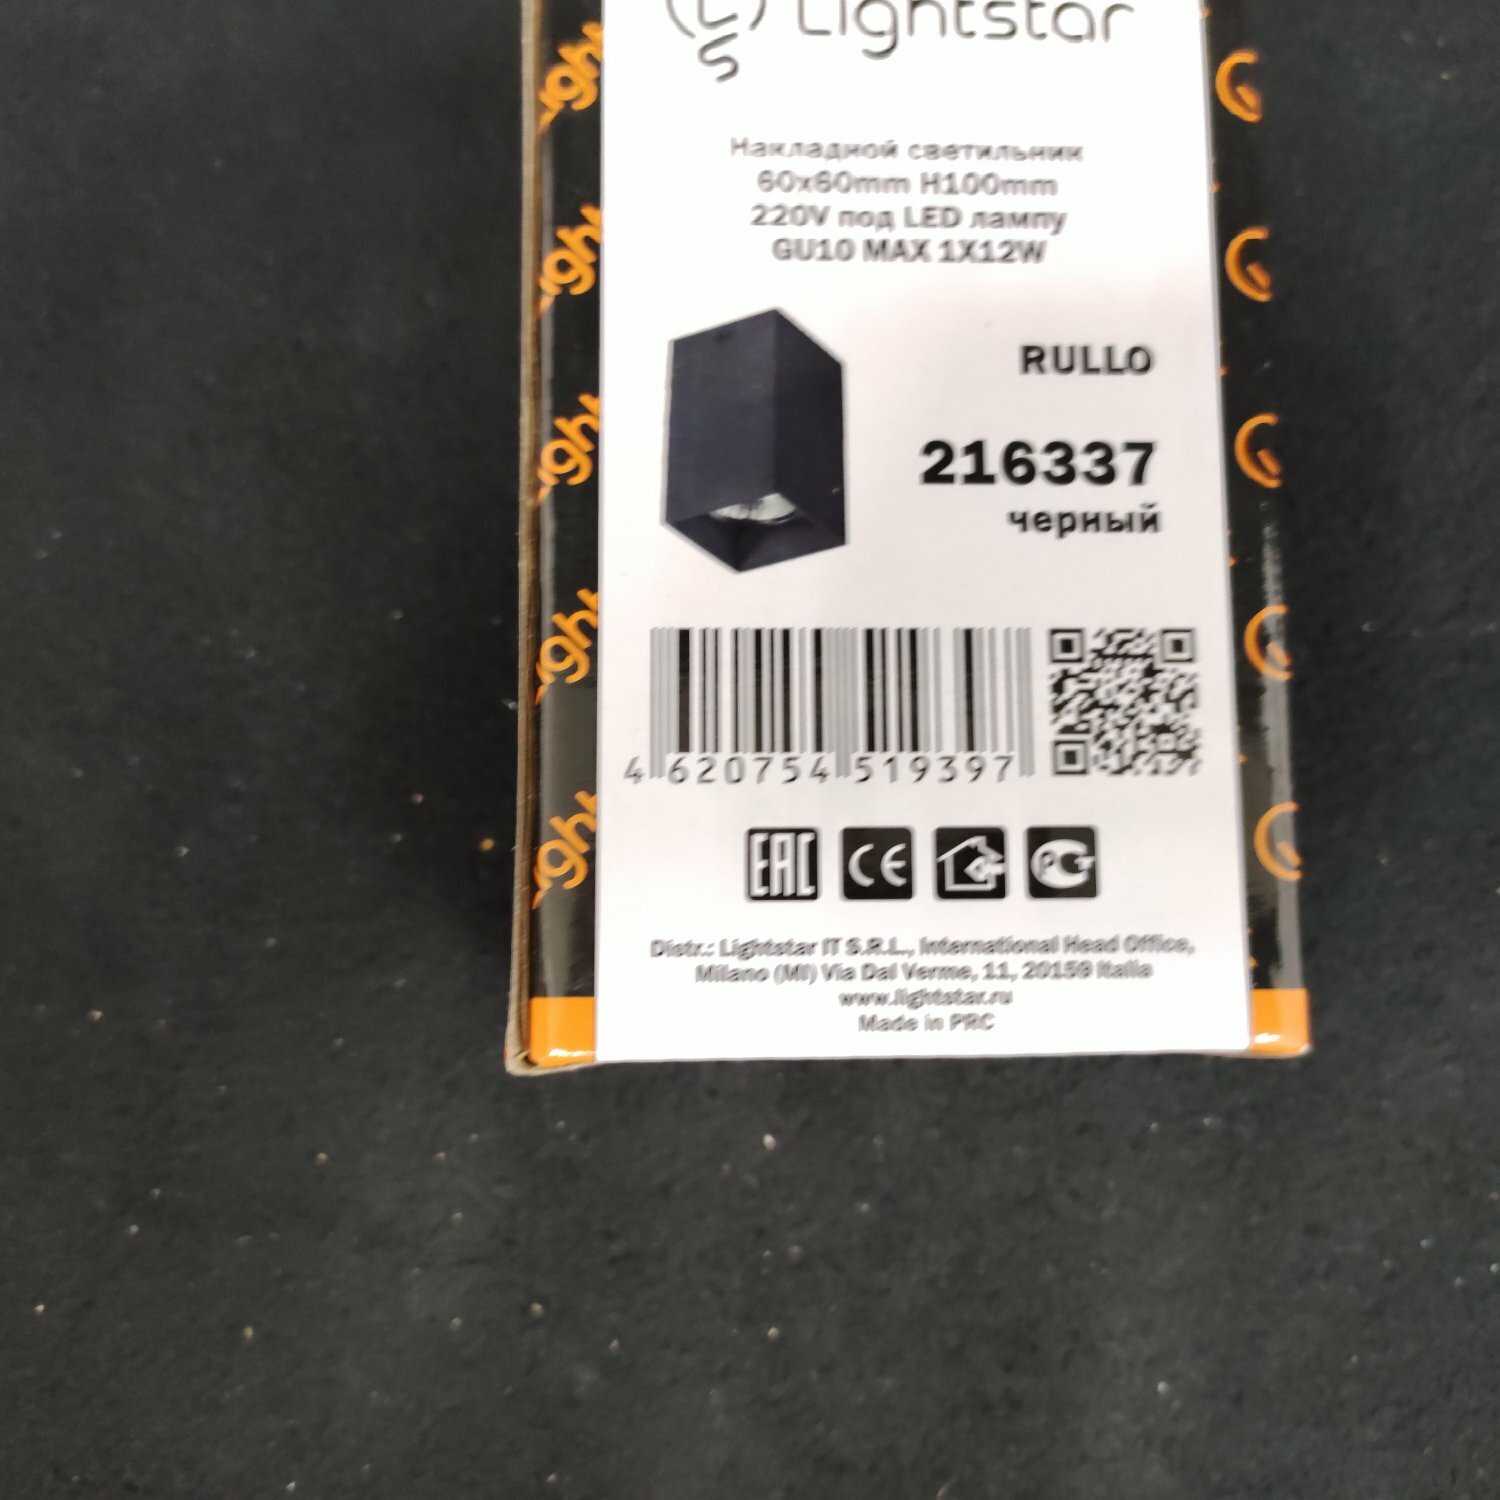 Lightstar
Накладной светильник
60x60mm H100mm
220V под LED лампу
GU10 MAX 1X12W
RULLO
216337
черный
4 620754 519397
EAC CE
Distr.: Lightstar IT S.R.L., International Head Office,
Milano (MI) Via Dal Verme, 11, 20159 Italia
www.lightstar.ru
Made in PRC